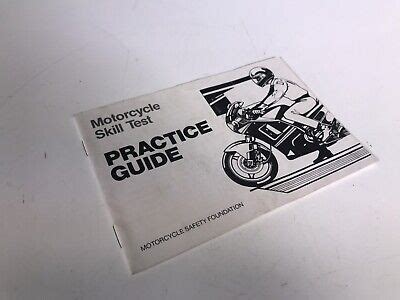 Motorcycle
Skill Test
PRACTICE
GUIDE
MOTORCYCLE SAFETY FOUNDATION